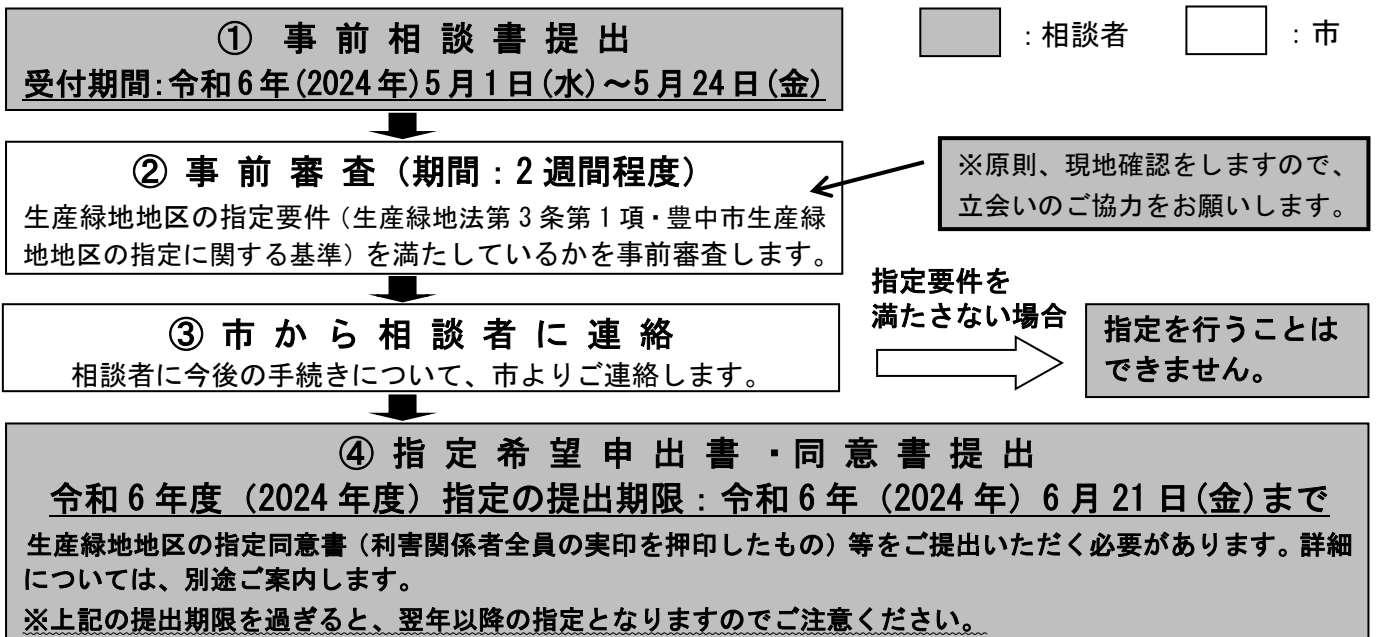 ① 事前相談書提出
受付期間:令和6年(2024年)5月1日(水)～5月24日(金)
：相談者
：市
② 事前審査（期間：2週間程度）
生産緑地地区の指定要件（生産緑地法第3条第1項・豊中市生産緑
地地区の指定に関する基準）を満たしているかを事前審査します。
※原則、現地確認をしますので、
立会いのご協力をお願いします。
③ 市から相談者に連絡
相談者に今後の手続きについて、市よりご連絡します。
指定要件を
満たさない場合
指定を行うことは
できません。
④ 指定希望申出書・同意書提出
令和6年度（2024年度）指定の提出期限：令和6年（2024年）6月21日(金)まで
生産緑地地区の指定同意書（利害関係者全員の実印を押印したもの）等をご提出いただく必要があります。詳細
については、別途ご案内します。
※上記の提出期限を過ぎると、翌年以降の指定となりますのでご注意ください。